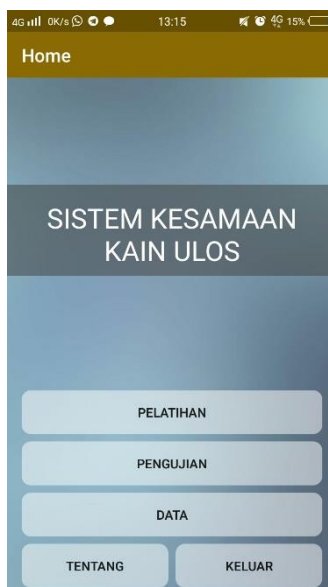 4G 0K/s 13:15 4G 15%
Home
SISTEM KESAMAAN
KAIN ULOS
PELATIHAN
PENGUJIAN
DATA
TENTANG KELUAR